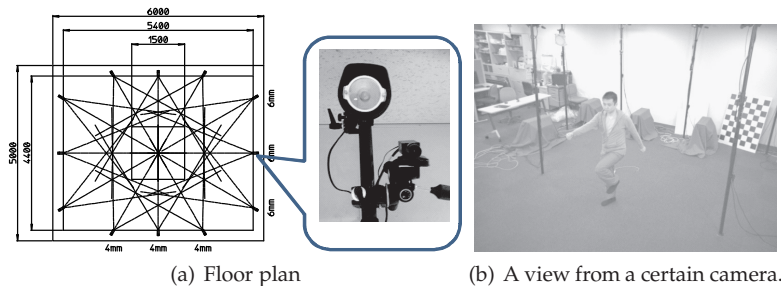 6000
5400
1500
5000
4400
6mm
6mm
6mm
4mm 4mm 4mm
(a) Floor plan
(b) A view from a certain camera.